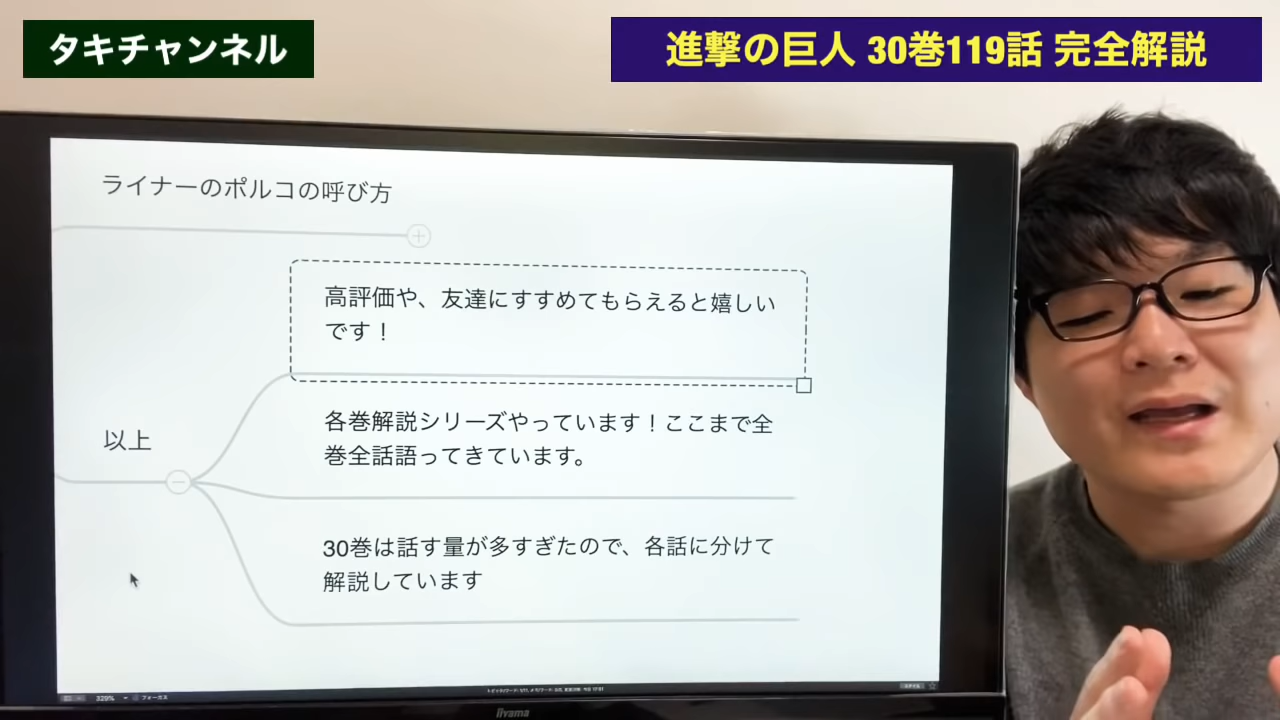 タキチャンネル
進撃の巨人 30巻119話 完全解説
ライナーのポルコの呼び方
高評価や、友達にすすめてもらえると嬉しい
です！
以上
各巻解説シリーズやっています！ここまで全
巻全話語ってきています。
30巻は話す量が多すぎたので、各話に分けて
解説しています
329%
フォーカス
iiyama